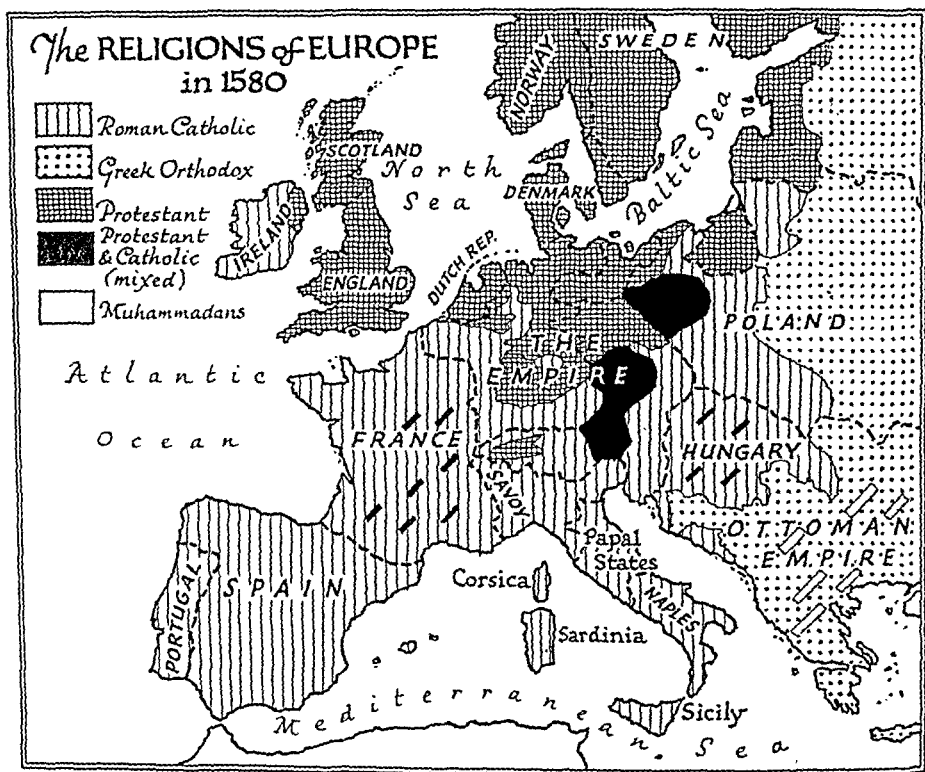 The RELIGIONS of EUROPE
in 1580
Roman Catholic
Greek Orthodox
Protestant
Protestant
& Catholic
(mixed)
Muhammadans
NORWAY
SWEDEN
SCOTLAND
North
Sea
DENMARK
Baltic Sea
IRELAND
ENGLAND
DUTCH REP.
THE
EMPIRE
POLAND
Atlantic
Ocean
FRANCE
HUNGARY
SAVOY
OTTOMAN
EMPIRE
Papal
States
PORTUGAL
SPAIN
Corsica
NAPLES
Sardinia
Sicily
Mediterranean Sea